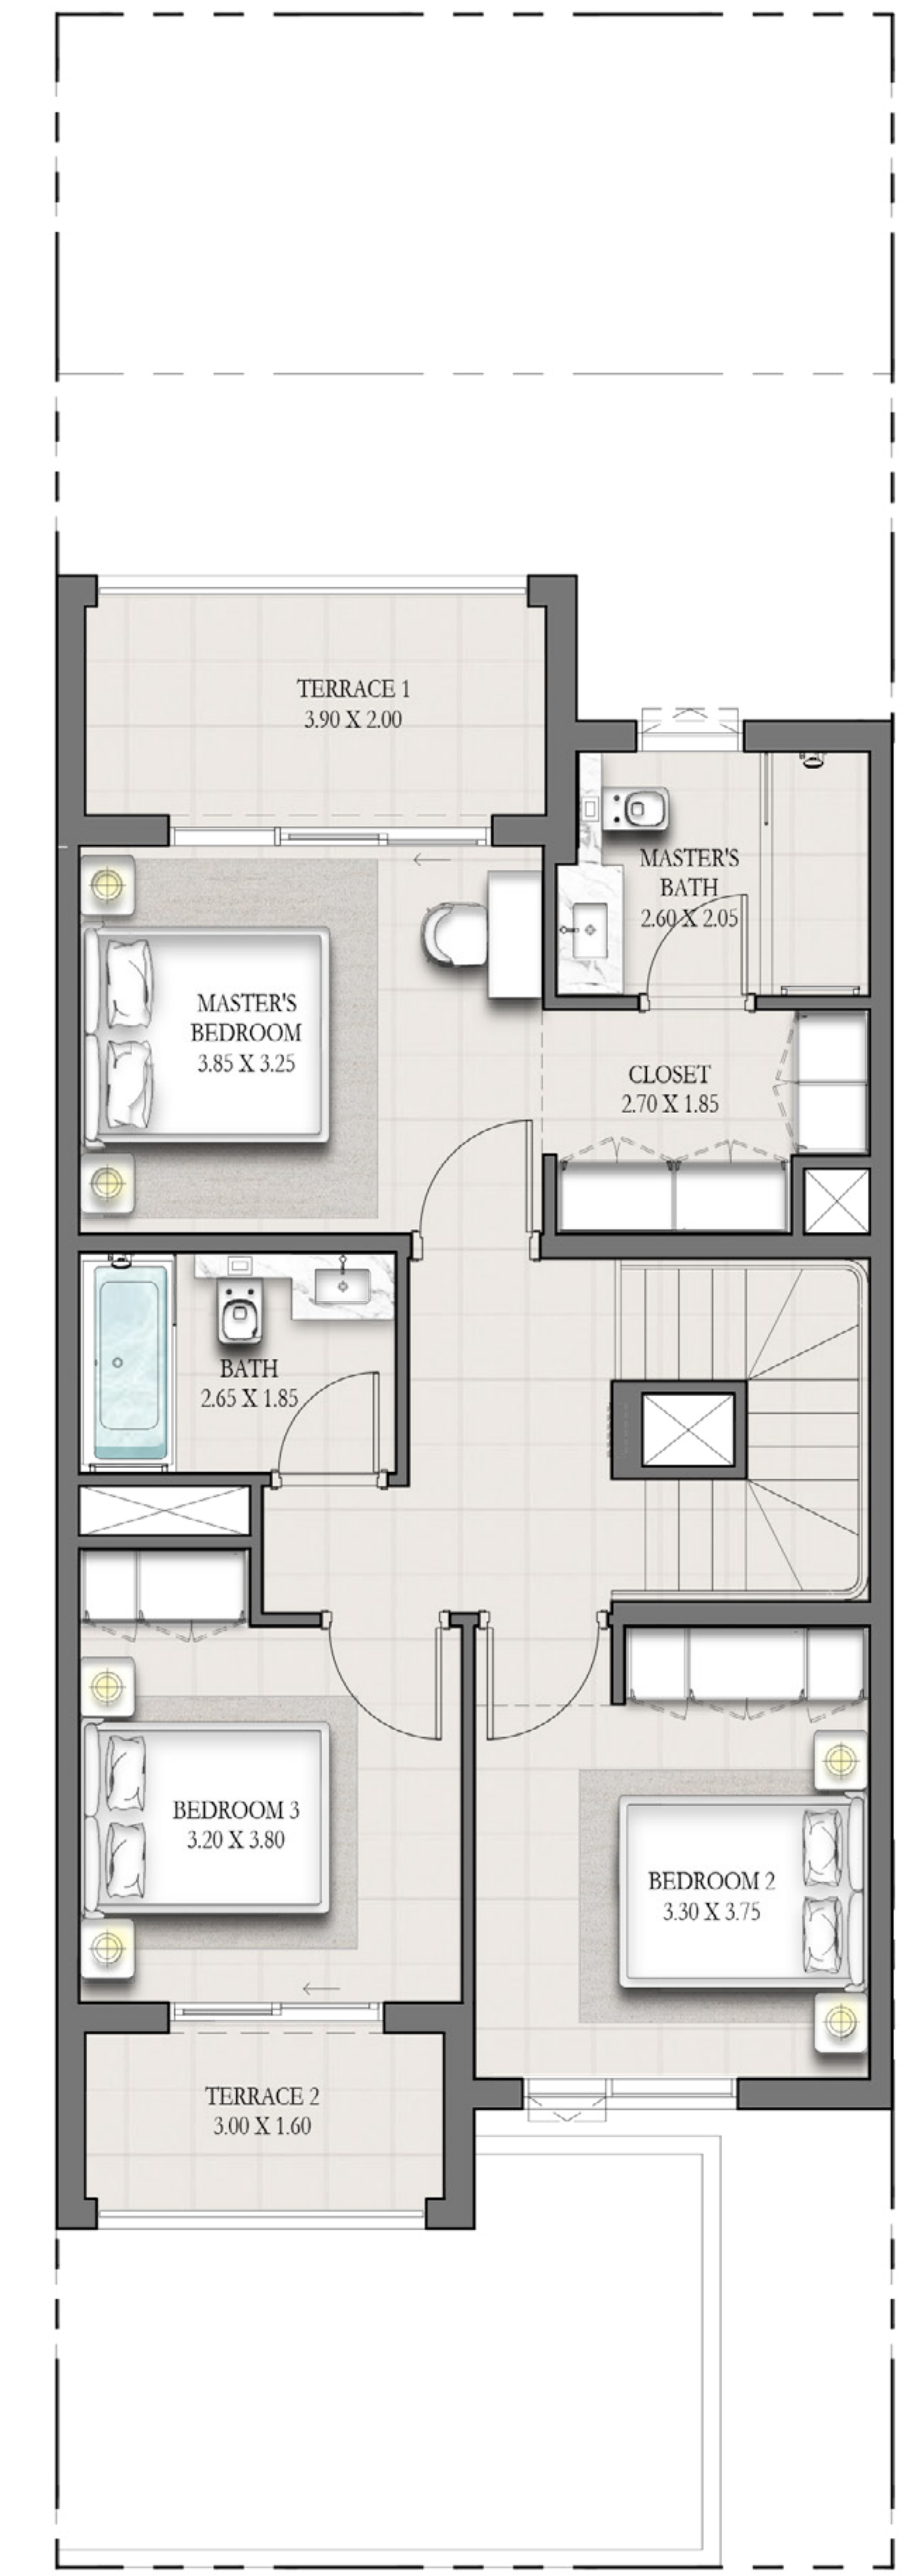 TERRACE 1
3.90 X 2.00
MASTER'S
BATH
2.60 X 2.05
MASTER'S
BEDROOM
3.85 X 3.25
CLOSET
2.70 X 1.85
BATH
2.65 X 1.85
BEDROOM 3
3.20 X 3.80
BEDROOM 2
3.30 X 3.75
TERRACE 2
3.00 X 1.60